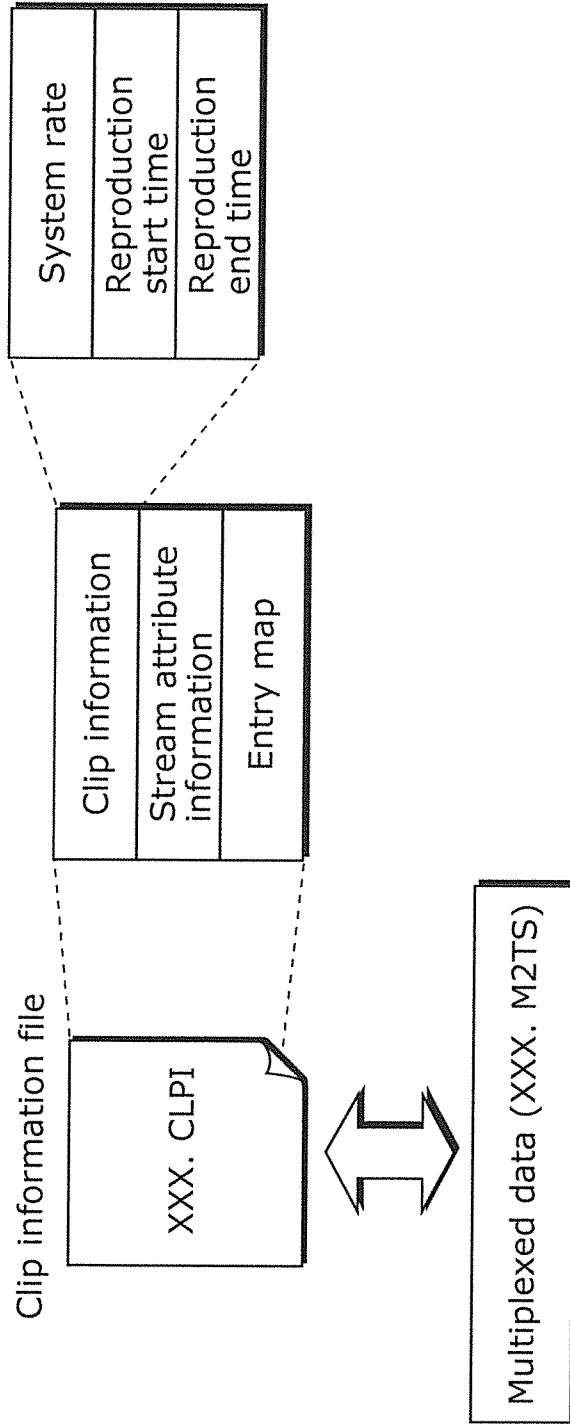 Clip information file
XXX. CLPI
Clip information
Stream attribute
information
Entry map
System rate
Reproduction
start time
Reproduction
end time
Multiplexed data (XXX. M2TS)